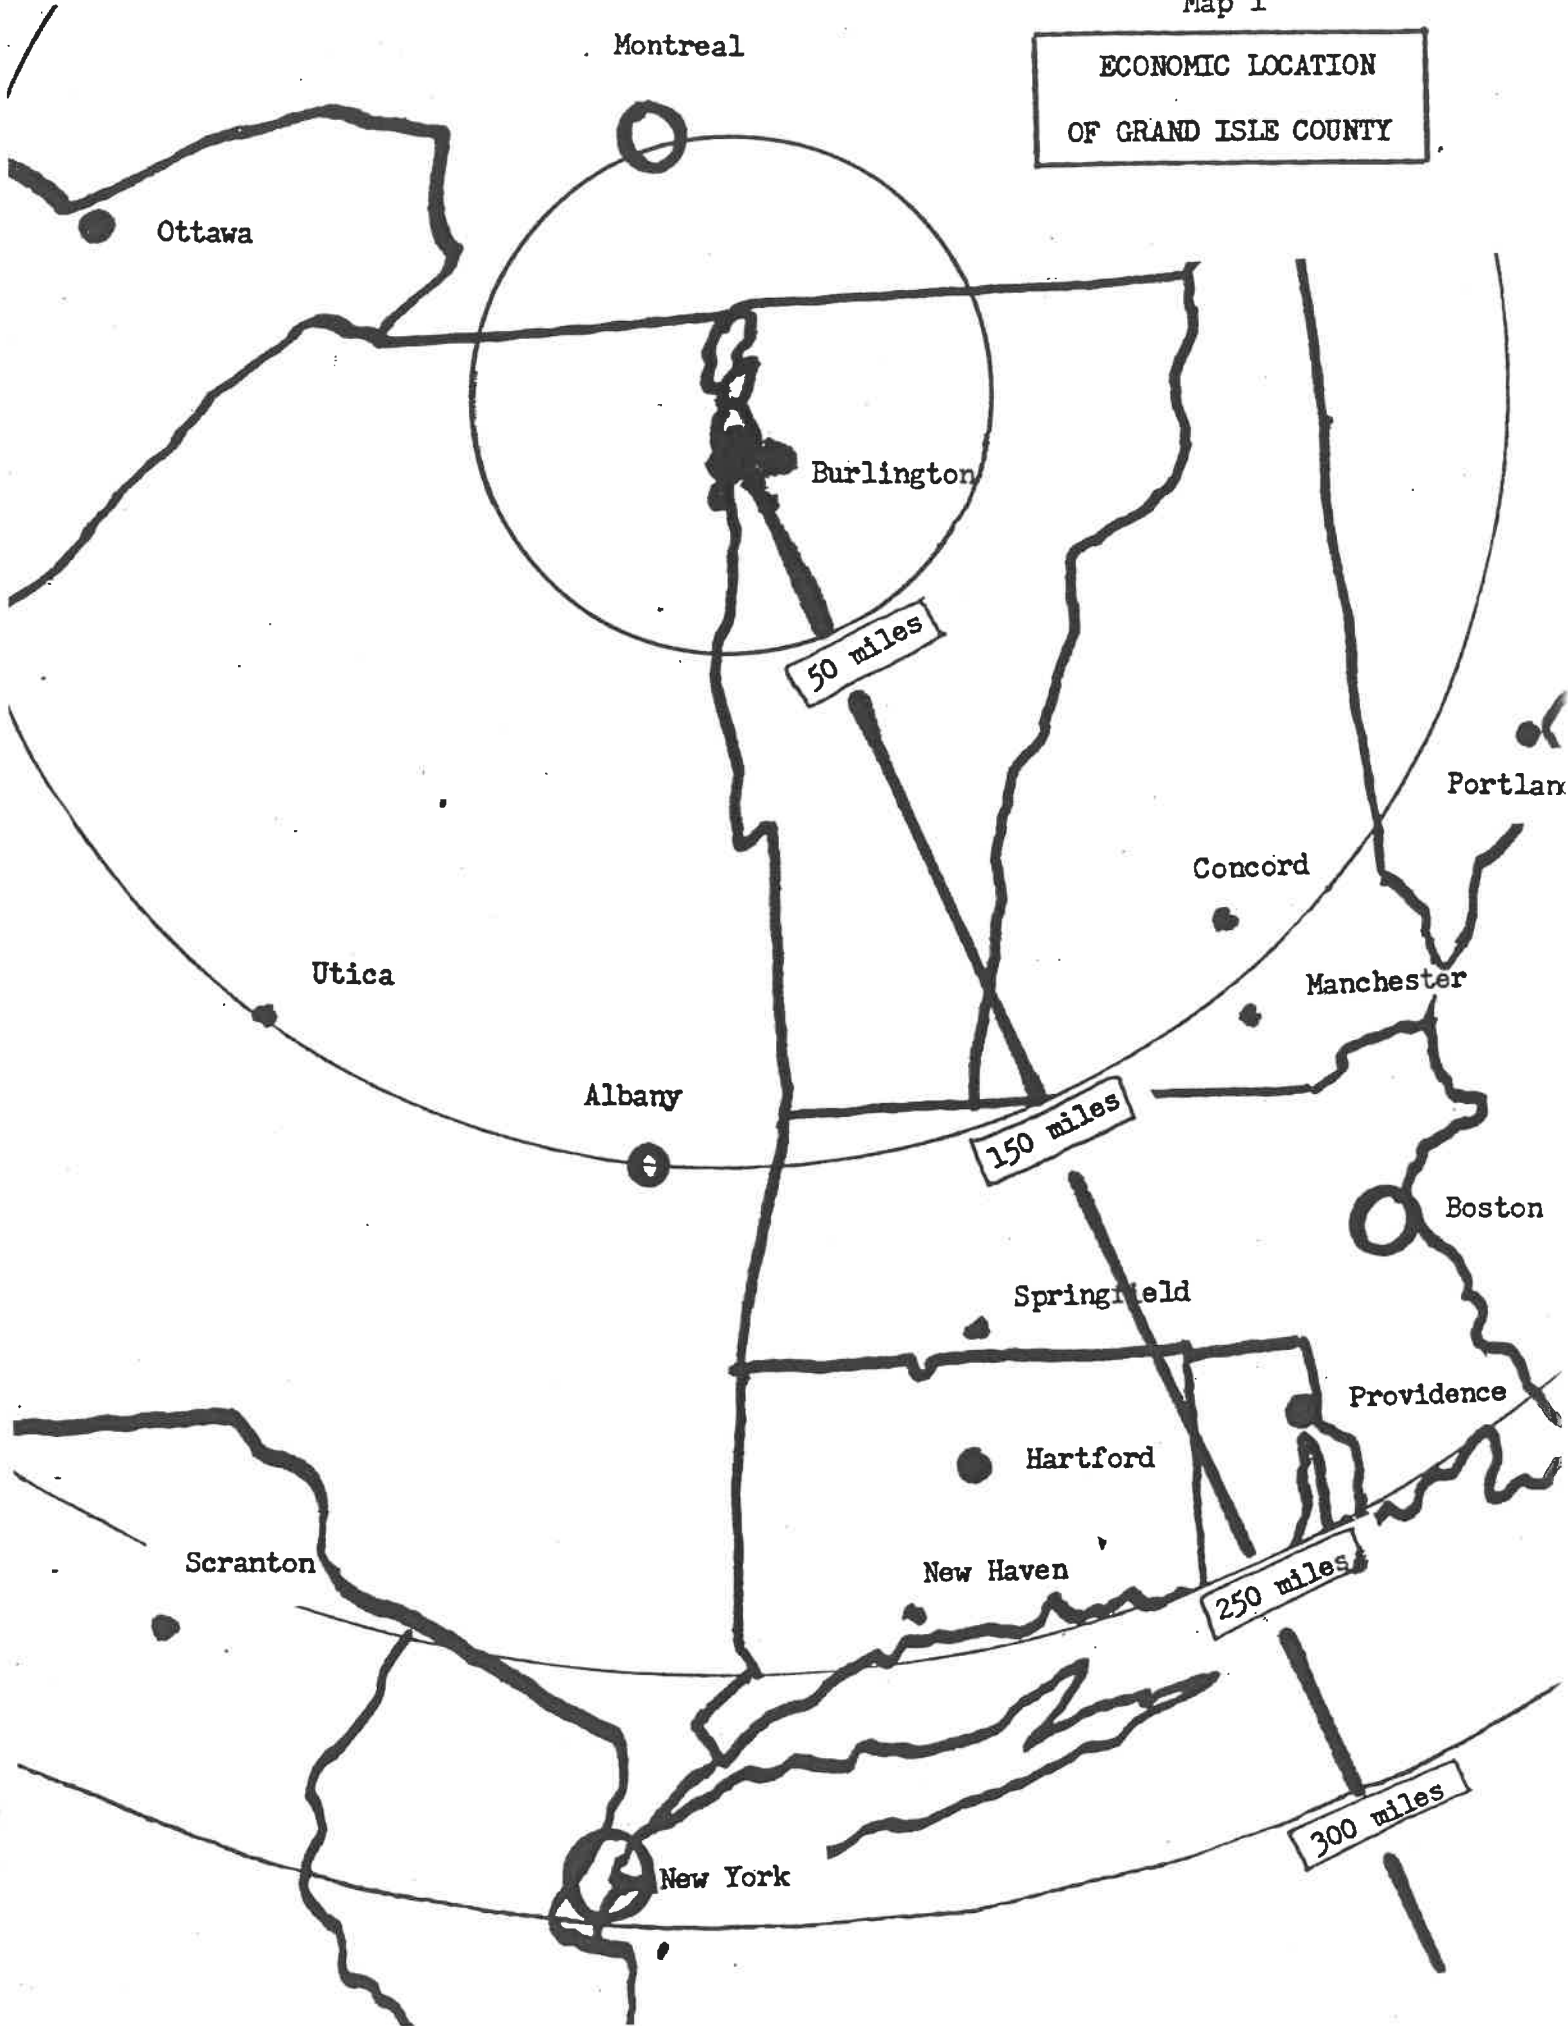 Map 1
ECONOMIC LOCATION
OF GRAND ISLE COUNTY
Montreal
Ottawa
Burlington
50 miles
Portlan
Concord
Utica
Manchester
Albany
150 miles
Boston
Springfield
Providence
Hartford
Scranton
New Haven
250 miles
300 miles
New York